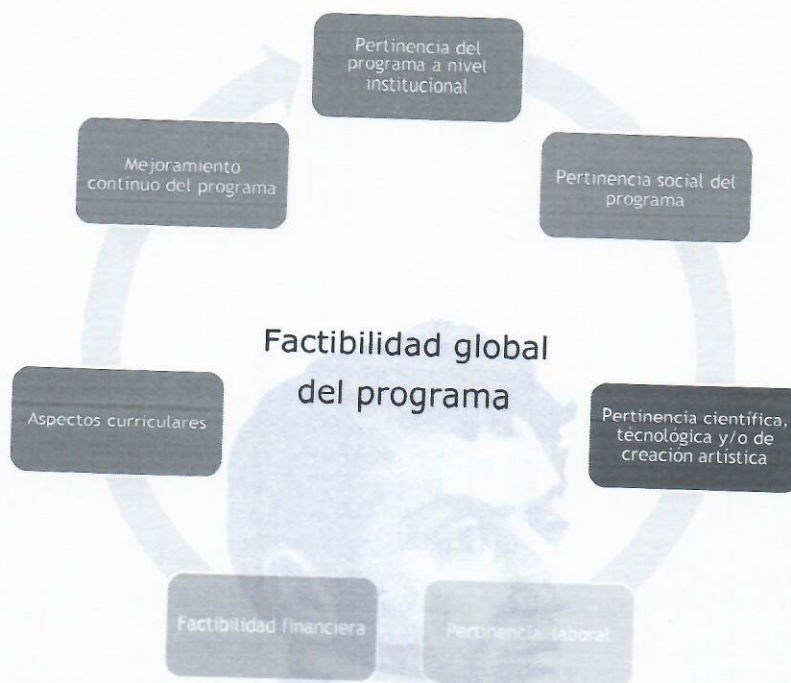 Pertinencia del
programa a nivel
institucional
Pertinencia social del
programa
Pertinencia científica,
técnológica y/o de
creación artística
Pertinencia laboral
Factibilidad financiera
Aspectos curriculares
Mejoramiento
continuo del programa
Factibilidad global
del programa